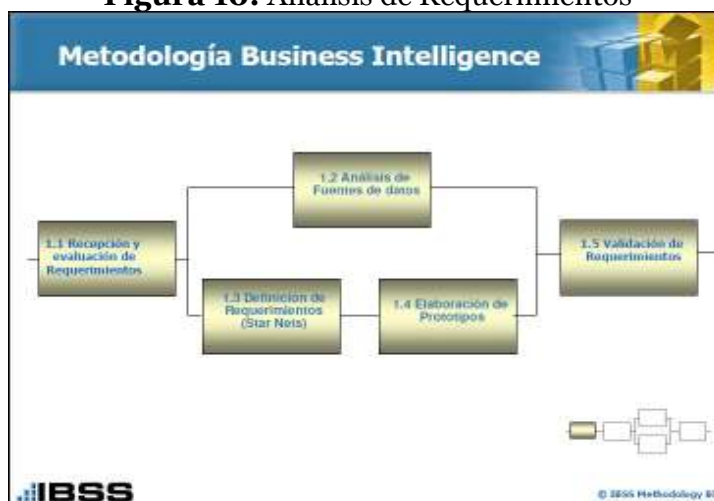 Figura 16: Análisis de Requerimientos
Metodología Business Intelligence
1.2 Análisis de
Fuentes de datos
1.1 Recepción y
evaluación de
Requerimientos
1.5 Validación de
Requerimientos
1.3 Definición de
Requerimientos
(Star Nets)
1.4 Elaboración de
Prototipos
IBSS
© IBSS Methodology